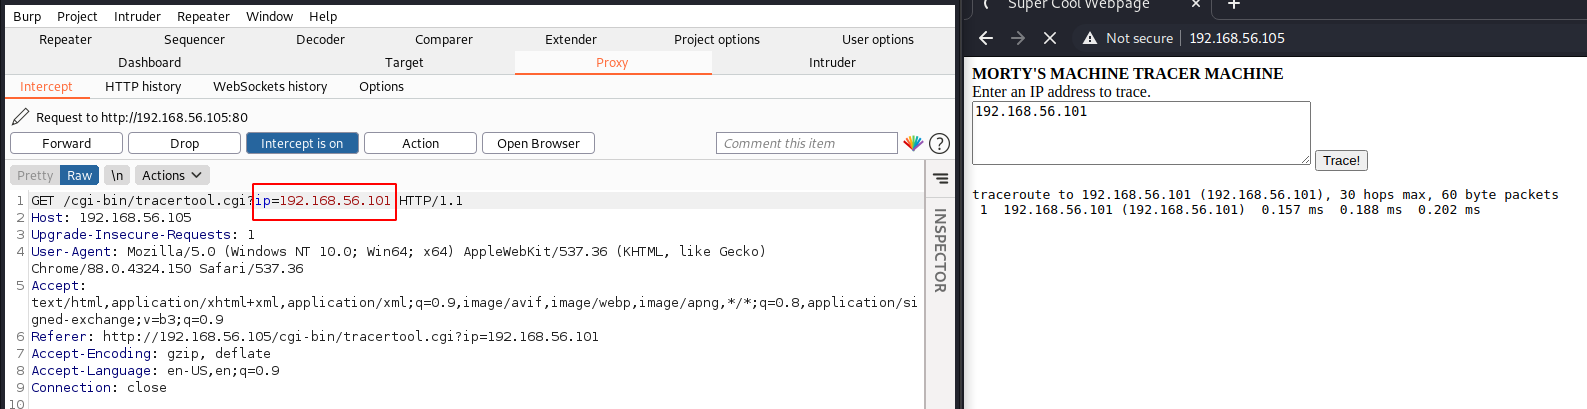 Burp Project Intruder Repeater Window Help
Repeater Sequencer Decoder Comparer Extender Project options User options
Dashboard Target Proxy Intruder
Intercept HTTP history WebSockets history Options
Request to http://192.168.56.105:80
Forward Drop Intercept is on Action Open Browser Comment this item ?
Pretty Raw \n Actions
1 GET /cgi-bin/tracertool.cgi?ip=192.168.56.101 HTTP/1.1
2 Host: 192.168.56.105
3 Upgrade-Insecure-Requests: 1
4 User-Agent: Mozilla/5.0 (Windows NT 10.0; Win64; x64) AppleWebKit/537.36 (KHTML, like Gecko)
Chrome/88.0.4324.150 Safari/537.36
5 Accept:
text/html,application/xhtml+xml,application/xml;q=0.9,image/avif,image/webp,image/apng,*/*;q=0.8,application/si
gned-exchange;v=b3;q=0.9
6 Referer: http://192.168.56.105/cgi-bin/tracertool.cgi?ip=192.168.56.101
7 Accept-Encoding: gzip, deflate
8 Accept-Language: en-US,en;q=0.9
9 Connection: close
10
INSPECTOR
Super Cool Webpage
Not secure 192.168.56.105
MORTY'S MACHINE TRACER MACHINE
Enter an IP address to trace.
192.168.56.101
Trace!
traceroute to 192.168.56.101 (192.168.56.101), 30 hops max, 60 byte packets
1 192.168.56.101 (192.168.56.101) 0.157 ms 0.188 ms 0.202 ms